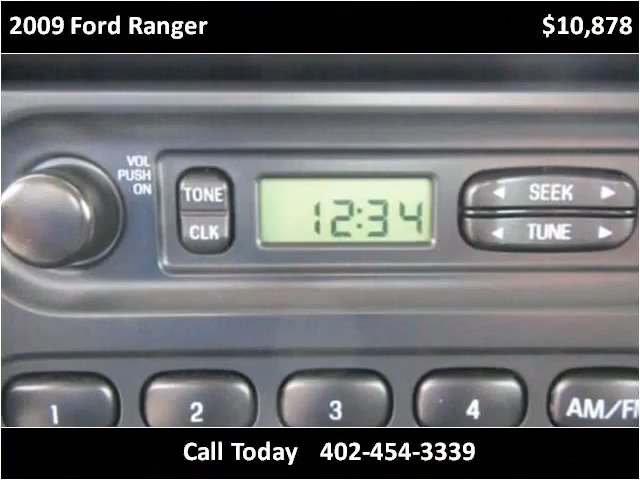 2009 Ford Ranger $10,878
VOL
PUSH
ON
TONE
CLK
12:34
SEEK
TUNE
1 2 3 4 AM/F
Call Today 402-454-3339